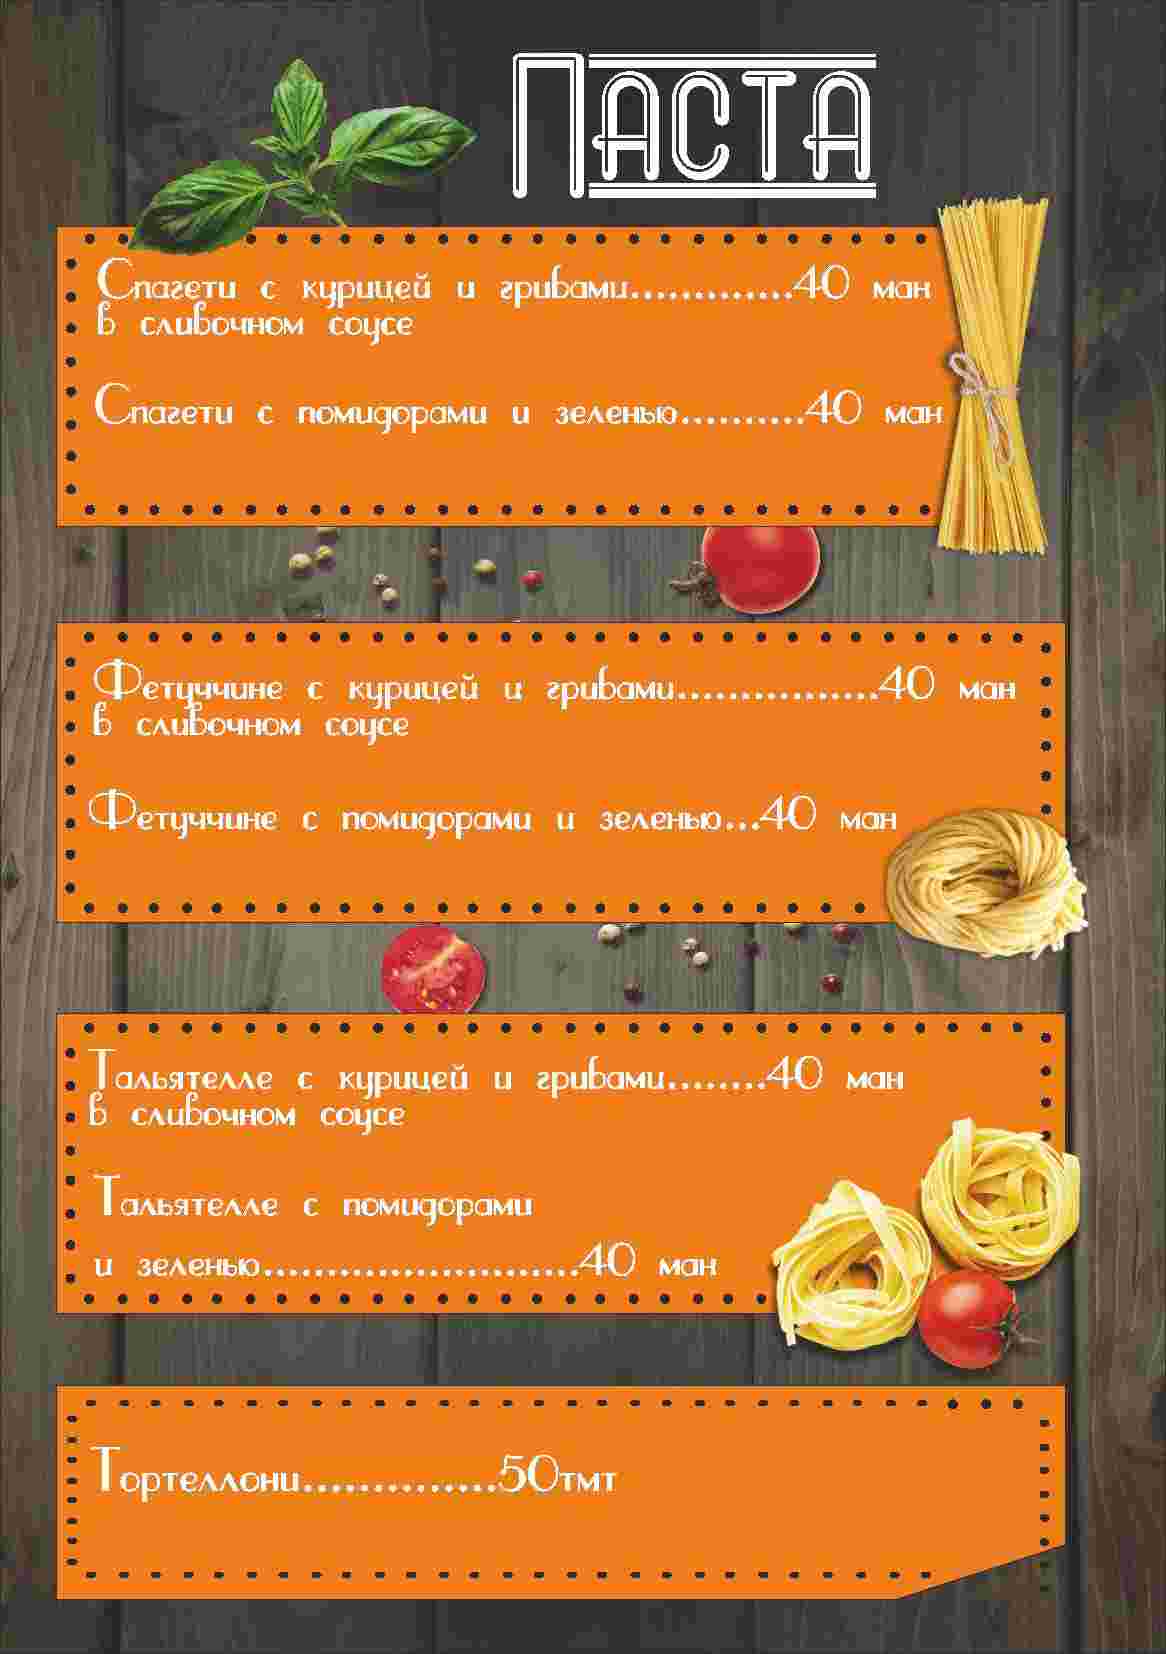 Паста
Спагети с курицей и грибами.............40 ман
в сливочном соусе
Спагети с помидорами и зеленью..........40 ман
Фетуччине с курицей и грибами................40 ман
в сливочном соусе
Фетуччине с помидорами и зеленью...40 ман
Тальятелле с курицей и грибами........40 ман
в сливочном соусе
Тальятелле с помидорами
и зеленью.........................40 ман
Тортеллони..............50тмт